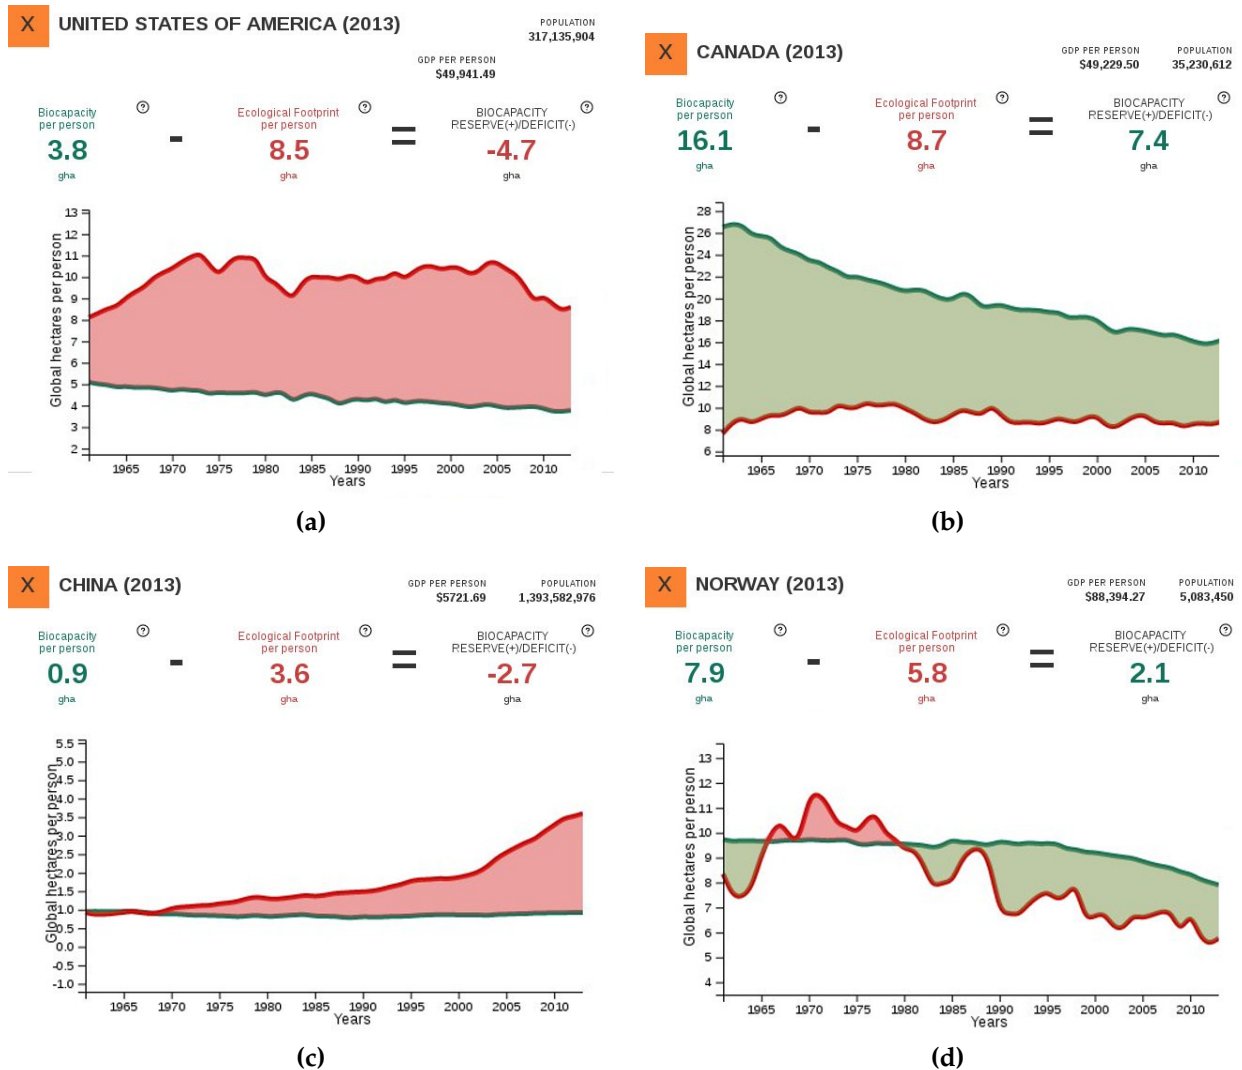 X UNITED STATES OF AMERICA (2013)
POPULATION
317,135,904
GDP PER PERSON
$49,941.49
Biocapacity
per person
3.8
gha
?
-
Ecological Footprint
per person
8.5
gha
?
=
BIOCAPACITY
RESERVE(+)/DEFICIT(-)
-4.7
gha
?
Global hectares per person
13
12
11
10
9
8
7
6
5
4
3
2
1965 1970 1975 1980 1985 1990 1995 2000 2005 2010
Years
(a)
X CANADA (2013)
GDP PER PERSON
$49,229.50
POPULATION
35,230,612
Biocapacity
per person
16.1
gha
?
-
Ecological Footprint
per person
8.7
gha
?
=
BIOCAPACITY
RESERVE(+)/DEFICIT(-)
7.4
gha
?
Global hectares per person
28
26
24
22
20
18
16
14
12
10
8
6
1965 1970 1975 1980 1985 1990 1995 2000 2005 2010
Years
(b)
X CHINA (2013)
GDP PER PERSON
$5721.69
POPULATION
1,393,582,976
Biocapacity
per person
0.9
gha
?
-
Ecological Footprint
per person
3.6
gha
?
=
BIOCAPACITY
RESERVE(+)/DEFICIT(-)
-2.7
gha
?
Global hectares per person
5.5
5.0
4.5
4.0
3.5
3.0
2.5
2.0
1.5
1.0
0.5
0.0
-0.5
-1.0
1965 1970 1975 1980 1985 1990 1995 2000 2005 2010
Years
(c)
X NORWAY (2013)
GDP PER PERSON
$88,394.27
POPULATION
5,083,450
Biocapacity
per person
7.9
gha
?
-
Ecological Footprint
per person
5.8
gha
?
=
BIOCAPACITY
RESERVE(+)/DEFICIT(-)
2.1
gha
?
Global hectares per person
13
12
11
10
9
8
7
6
5
4
1965 1970 1975 1980 1985 1990 1995 2000 2005 2010
Years
(d)